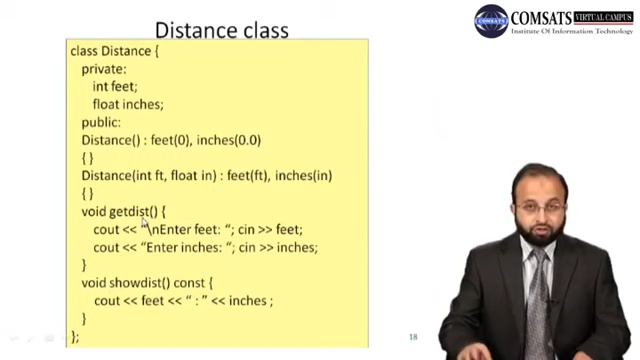 Distance class
COMSATS VIRTUAL CAMPUS
Institute Of Information Technology
COMSATS
class Distance {
private:
int feet;
float inches;
public:
Distance() : feet(0), inches(0.0)
{ }
Distance(int ft, float in) : feet(ft), inches(in)
{ }
void getdist() {
cout << “\nEnter feet: “; cin >> feet;
cout << “Enter inches: “; cin >> inches;
}
void showdist() const {
cout << feet << “ : ” << inches ;
}
};
18